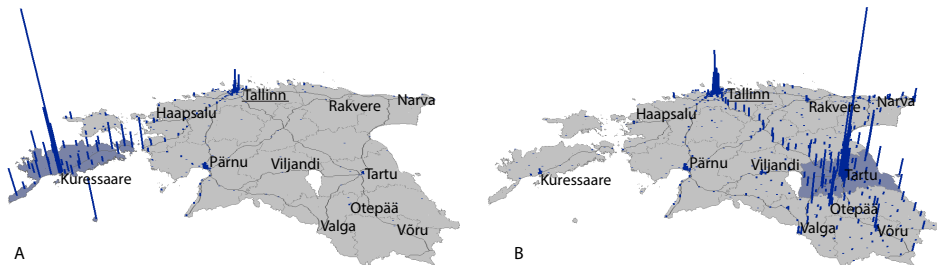 Tallinn
Haapsalu
Rakvere
Narva
Pärnu
Viljandi
Kuressaare
Tartu
Otepää
Valga
Võru
A
Tallinn
Haapsalu
Rakvere
Narva
Pärnu
Viljandi
Kuressaare
Tartu
Otepää
Valga
Võru
B